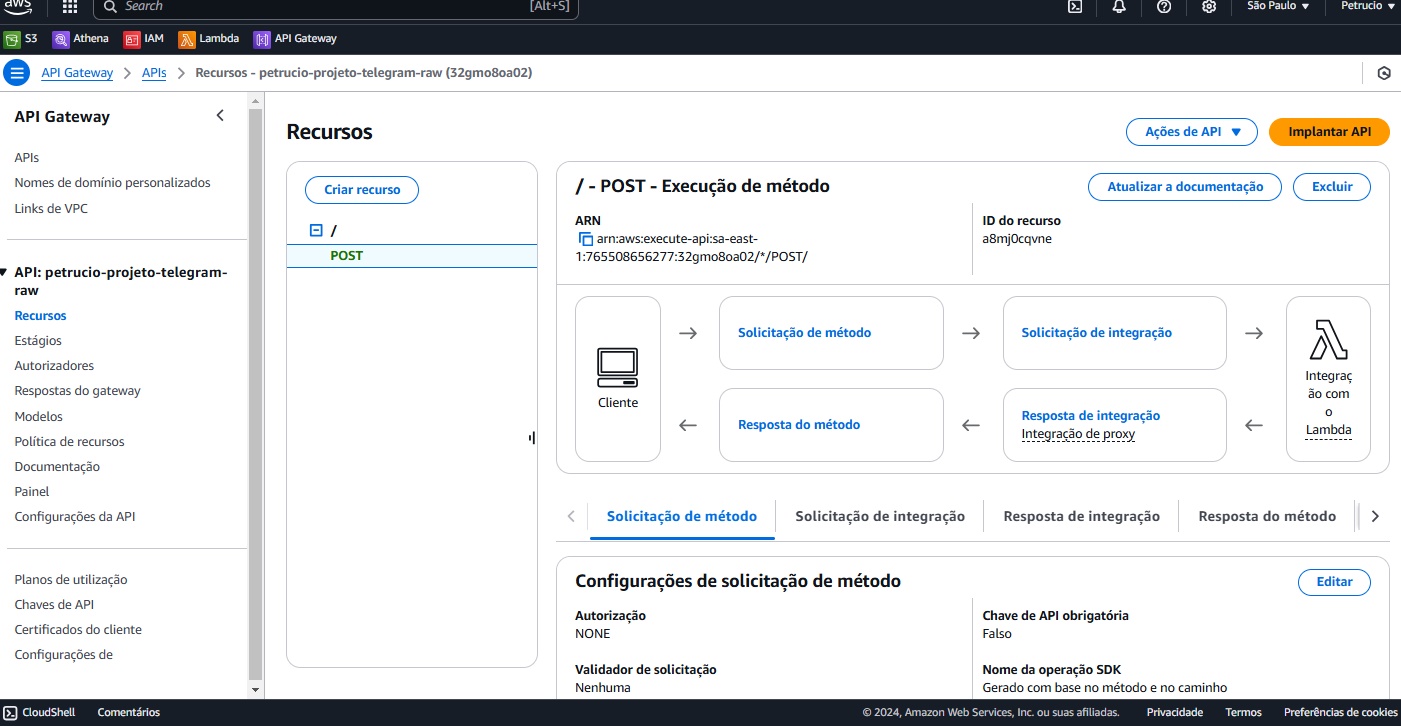 aws
Search
[Alt+S]
São Paulo ▼
Petrucio ▼
S3
Athena
IAM
Lambda
API Gateway
API Gateway > APIs > Recursos - petrucio-projeto-telegram-raw (32gmo8oa02)
API Gateway
APIs
Nomes de domínio personalizados
Links de VPC
API: petrucio-projeto-telegram-
raw
Recursos
Estágios
Autorizadores
Respostas do gateway
Modelos
Política de recursos
Documentação
Painel
Configurações da API
Planos de utilização
Chaves de API
Certificados do cliente
Configurações de
Recursos
Ações de API ▼
Implantar API
Criar recurso
/
POST
/ - POST - Execução de método
Atualizar a documentação
Excluir
ARN
arn:aws:execute-api:sa-east-
1:765508656277:32gmo8oa02/*/POST/
ID do recurso
a8mj0cqvne
Cliente
Solicitação de método
Solicitação de integração
Resposta do método
Resposta de integração
Integração de proxy
Integraç
ão com
o
Lambda
Solicitação de método
Solicitação de integração
Resposta de integração
Resposta do método
Configurações de solicitação de método
Editar
Autorização
NONE
Chave de API obrigatória
Falso
Validador de solicitação
Nenhuma
Nome da operação SDK
Gerado com base no método e no caminho
CloudShell
Comentários
© 2024, Amazon Web Services, Inc. ou suas afiliadas.
Privacidade
Termos
Preferências de cookies